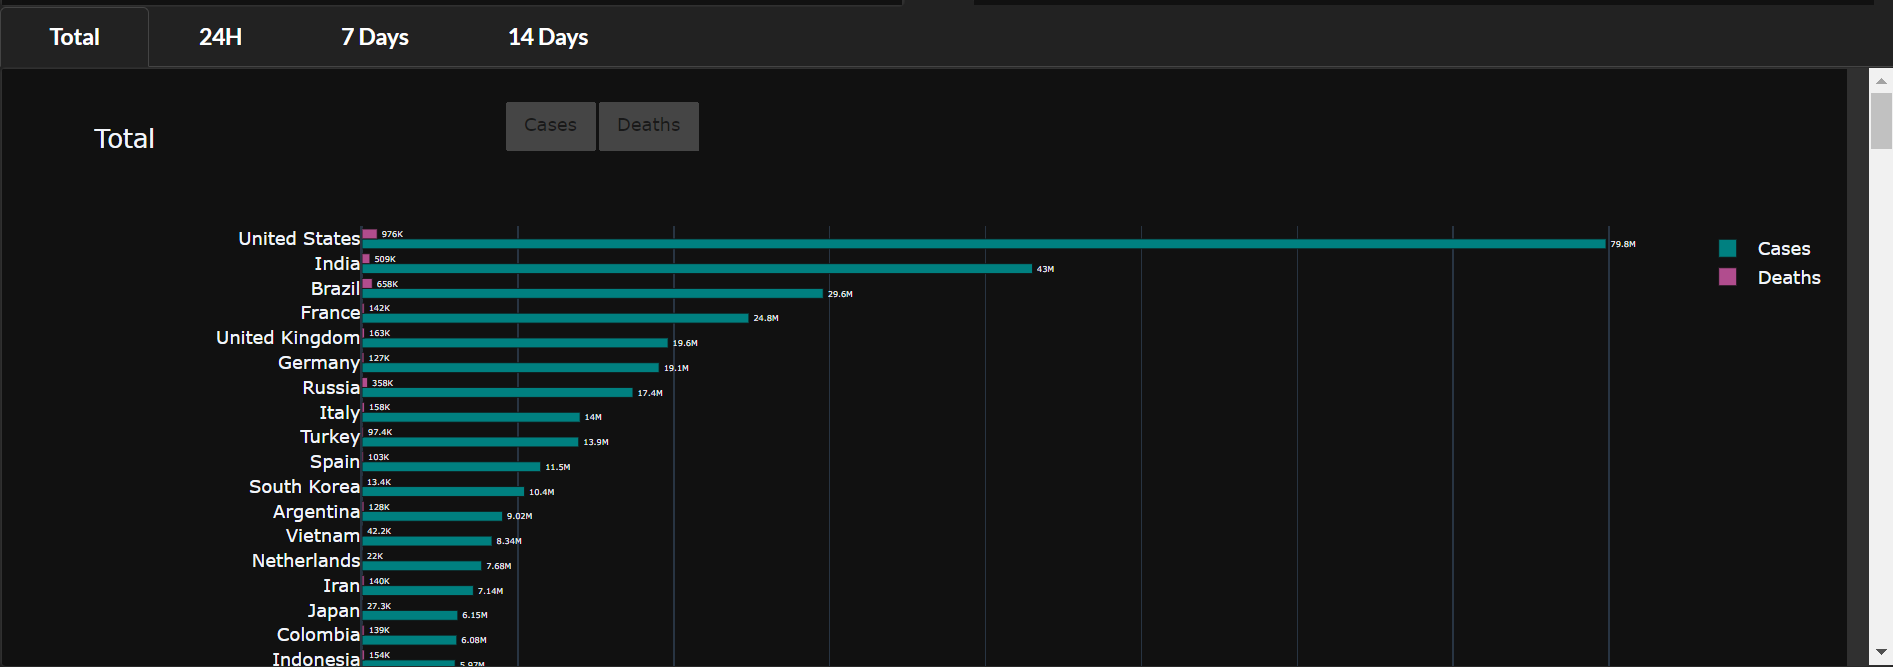 Total 24H 7 Days 14 Days
Total
Cases Deaths
United States 976K 79.8M
India 509K 43M
Brazil 658K 29.6M
France 142K 24.8M
United Kingdom 163K 19.6M
Germany 127K 19.1M
Russia 358K 17.4M
Italy 158K 14M
Turkey 97.4K 13.9M
Spain 103K 11.5M
South Korea 13.4K 10.4M
Argentina 128K 9.02M
Vietnam 42.2K 8.34M
Netherlands 22K 7.68M
Iran 140K 7.14M
Japan 27.3K 6.15M
Colombia 139K 6.08M
Indonesia 154K 5.97M
Cases
Deaths